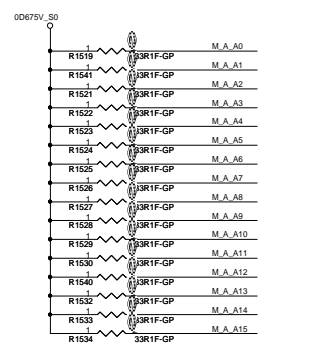 0D675V_S0
1 M_A_A0
R1519 33R1F-GP
1 M_A_A1
R1541 33R1F-GP
1 M_A_A2
R1521 33R1F-GP
1 M_A_A3
R1522 33R1F-GP
1 M_A_A4
R1523 33R1F-GP
1 M_A_A5
R1524 33R1F-GP
1 M_A_A6
R1525 33R1F-GP
1 M_A_A7
R1526 33R1F-GP
1 M_A_A8
R1527 33R1F-GP
1 M_A_A9
R1528 33R1F-GP
1 M_A_A10
R1529 33R1F-GP
1 M_A_A11
R1530 33R1F-GP
1 M_A_A12
R1540 33R1F-GP
1 M_A_A13
R1532 33R1F-GP
1 M_A_A14
R1533 33R1F-GP
1 M_A_A15
R1534 33R1F-GP